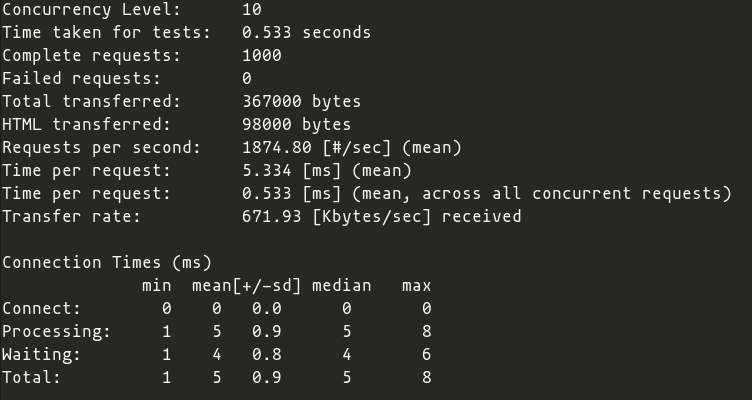 Concurrency Level:      10
Time taken for tests:   0.533 seconds
Complete requests:      1000
Failed requests:        0
Total transferred:      367000 bytes
HTML transferred:       98000 bytes
Requests per second:    1874.80 [#/sec] (mean)
Time per request:       5.334 [ms] (mean)
Time per request:       0.533 [ms] (mean, across all concurrent requests)
Transfer rate:          671.93 [Kbytes/sec] received

Connection Times (ms)
              min  mean[+/-sd] median   max
Connect:        0    0   0.0      0       0
Processing:     1    5   0.9      5       8
Waiting:        1    4   0.8      4       6
Total:          1    5   0.9      5       8